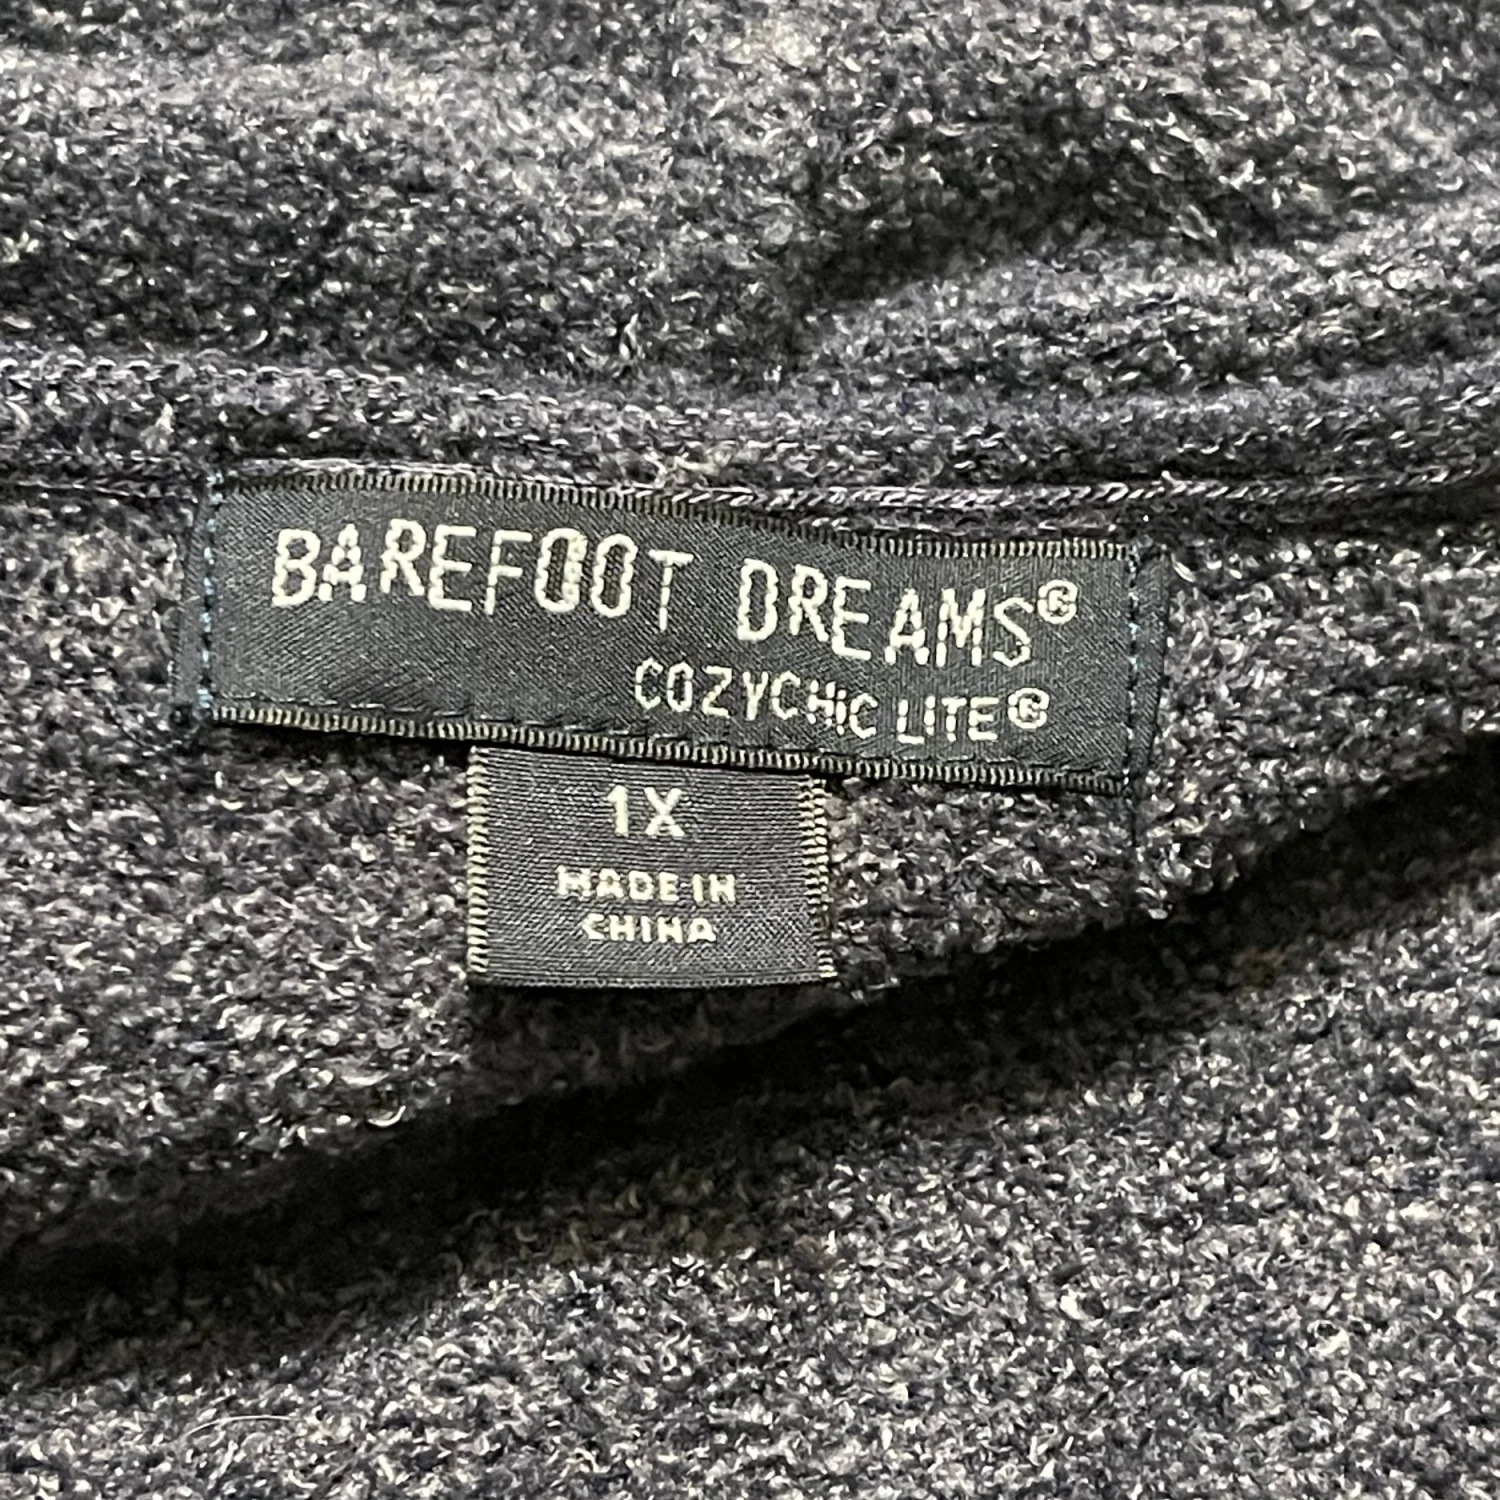 BAREFOOT DREAMS®
COZYCHIC LITE®
1X
MADE IN
CHINA